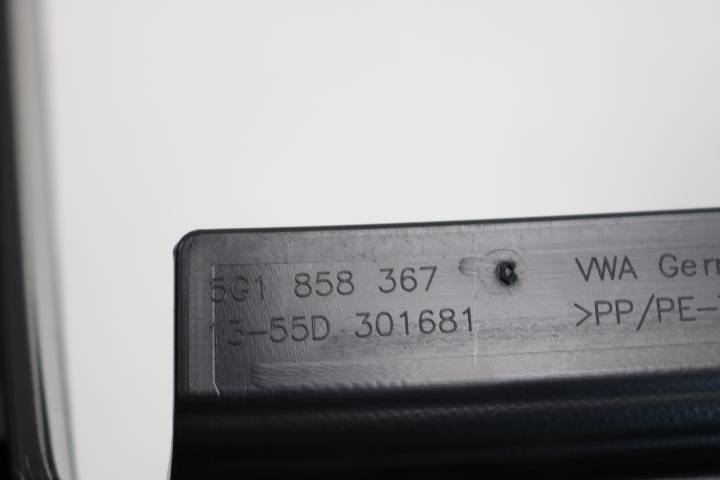 5G1 858 367 C VWA Ger
13-55D 301681 >PP/PE-